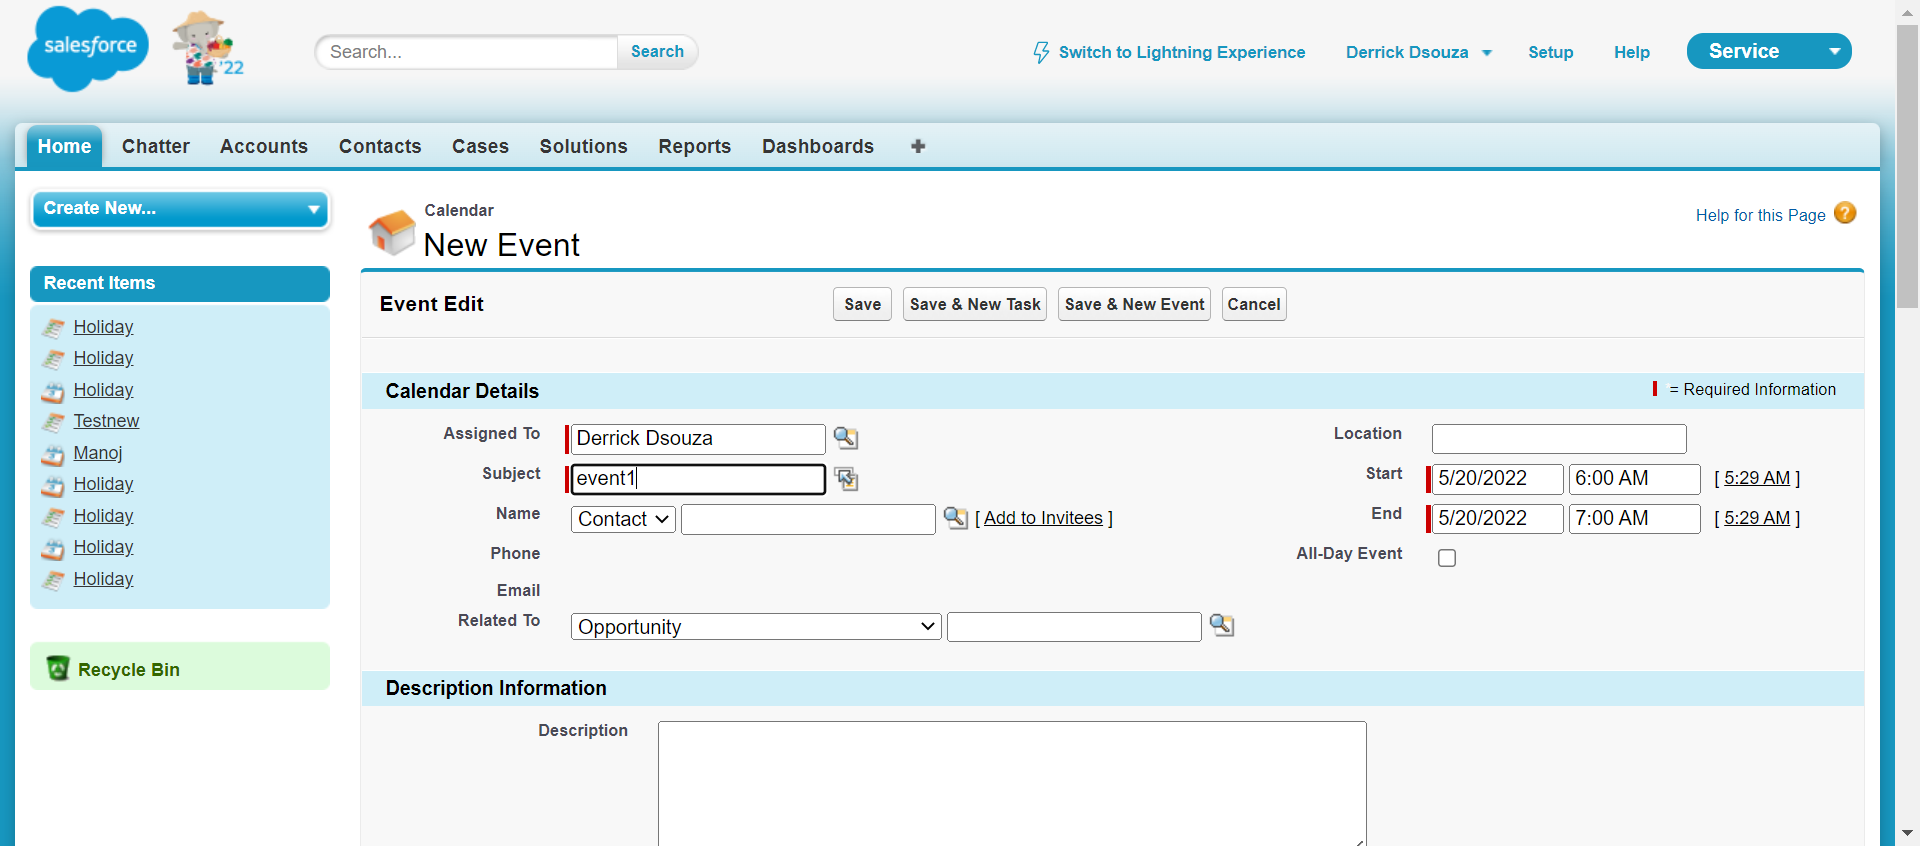 salesforce
'22
Search...
Search
Switch to Lightning Experience
Derrick Dsouza
Setup
Help
Service
Home
Chatter
Accounts
Contacts
Cases
Solutions
Reports
Dashboards
Create New...
Recent Items
Holiday
Holiday
Holiday
Testnew
Manoj
Holiday
Holiday
Holiday
Holiday
Recycle Bin
Calendar
New Event
Help for this Page ?
Event Edit
Save
Save & New Task
Save & New Event
Cancel
Calendar Details
= Required Information
Assigned To Derrick Dsouza
Location
Subject event1
Start 5/20/2022 6:00 AM [ 5:29 AM ]
Name Contact [ Add to Invitees ]
End 5/20/2022 7:00 AM [ 5:29 AM ]
Phone
All-Day Event
Email
Related To Opportunity
Description Information
Description